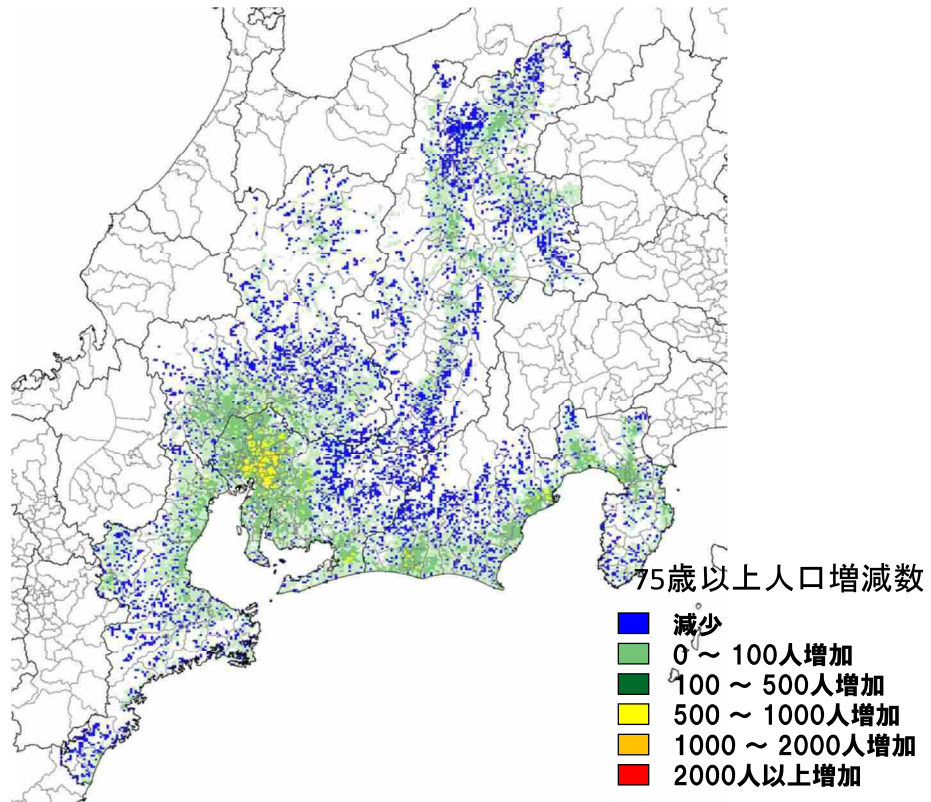 75歳以上人口増減数
減少
0 ～ 100人増加
100 ～ 500人増加
500 ～ 1000人増加
1000 ～ 2000人増加
2000人以上増加